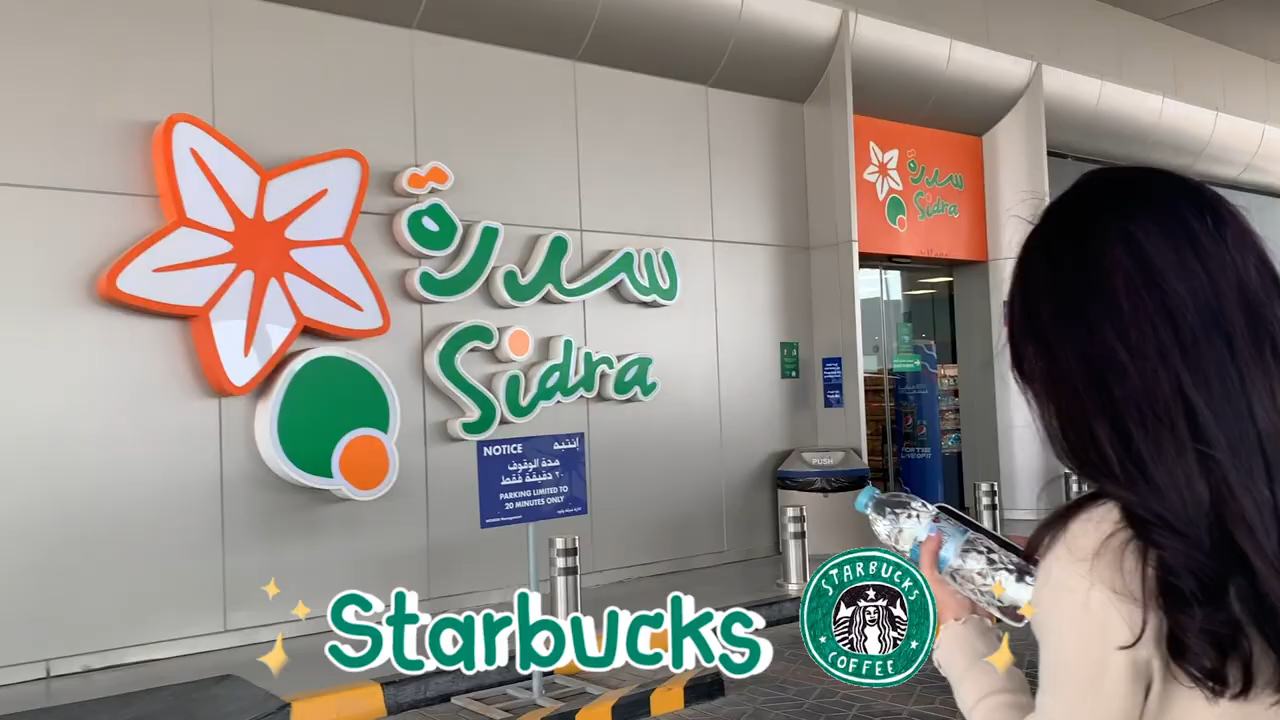 سدرة
Sidra
سدرة
Sidra
NOTICE إنتبه
مدة الوقوف
٢٠ دقيقة فقط
PARKING LIMITED TO
20 MINUTES ONLY
PUSH
Starbucks
STARBUCKS
COFFEE